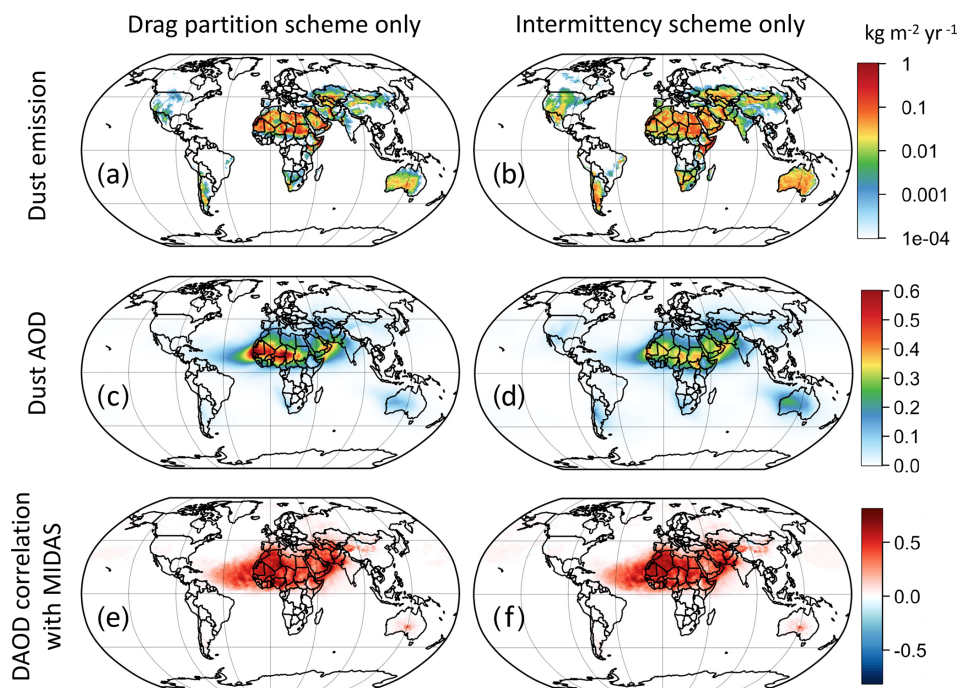 Drag partition scheme only
Intermittency scheme only
kg m⁻² yr ⁻¹
Dust emission
(a)
(b)
1
0.1
0.01
0.001
1e-04
Dust AOD
(c)
(d)
0.6
0.5
0.4
0.3
0.2
0.1
0.0
DAOD correlation
with MIDAS
(e)
(f)
0.5
0.0
-0.5